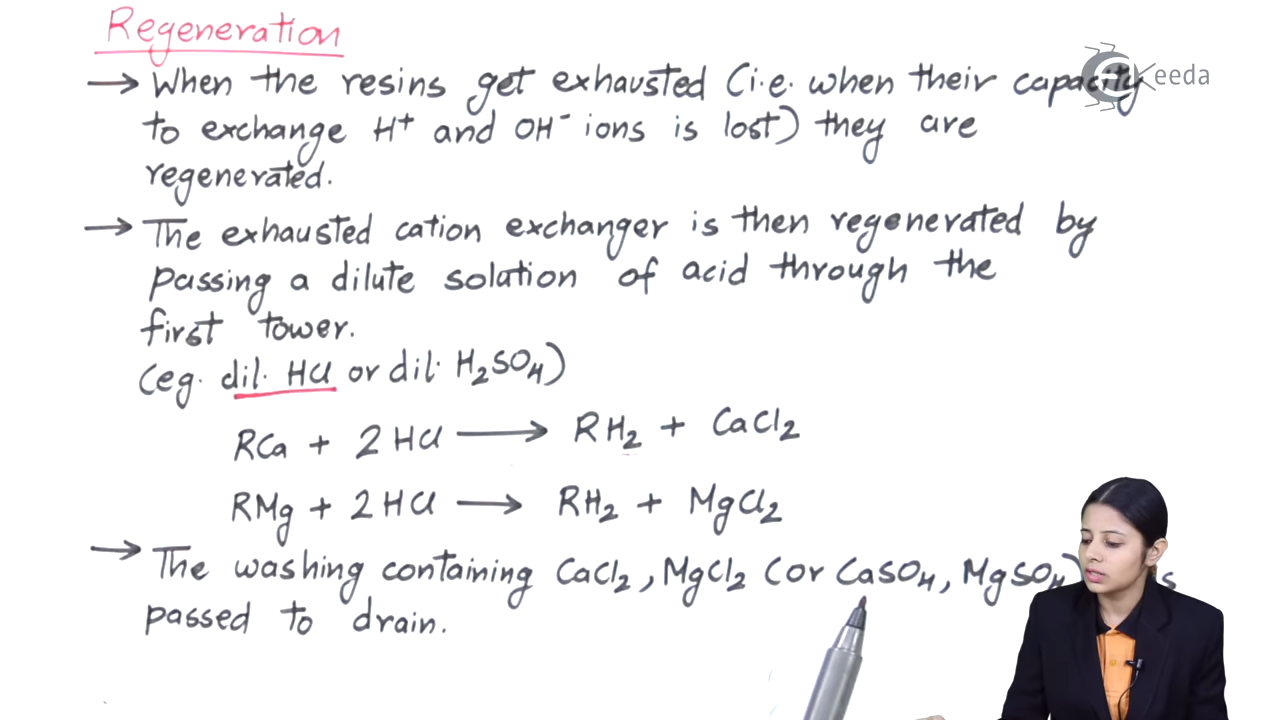 Regeneration
→ When the resins get exhausted (i.e. when their capacity
to exchange H⁺ and OH⁻ ions is lost) they are
regenerated.
→ The exhausted cation exchanger is then regenerated by
passing a dilute solution of acid through the
first tower.
(eg. dil. HCl or dil. H₂SO₄)
RCa + 2HCl → RH₂ + CaCl₂
RMg + 2HCl → RH₂ + MgCl₂
→ The washing containing CaCl₂, MgCl₂ (or CaSO₄, MgSO₄)
passed to drain.
Keeda